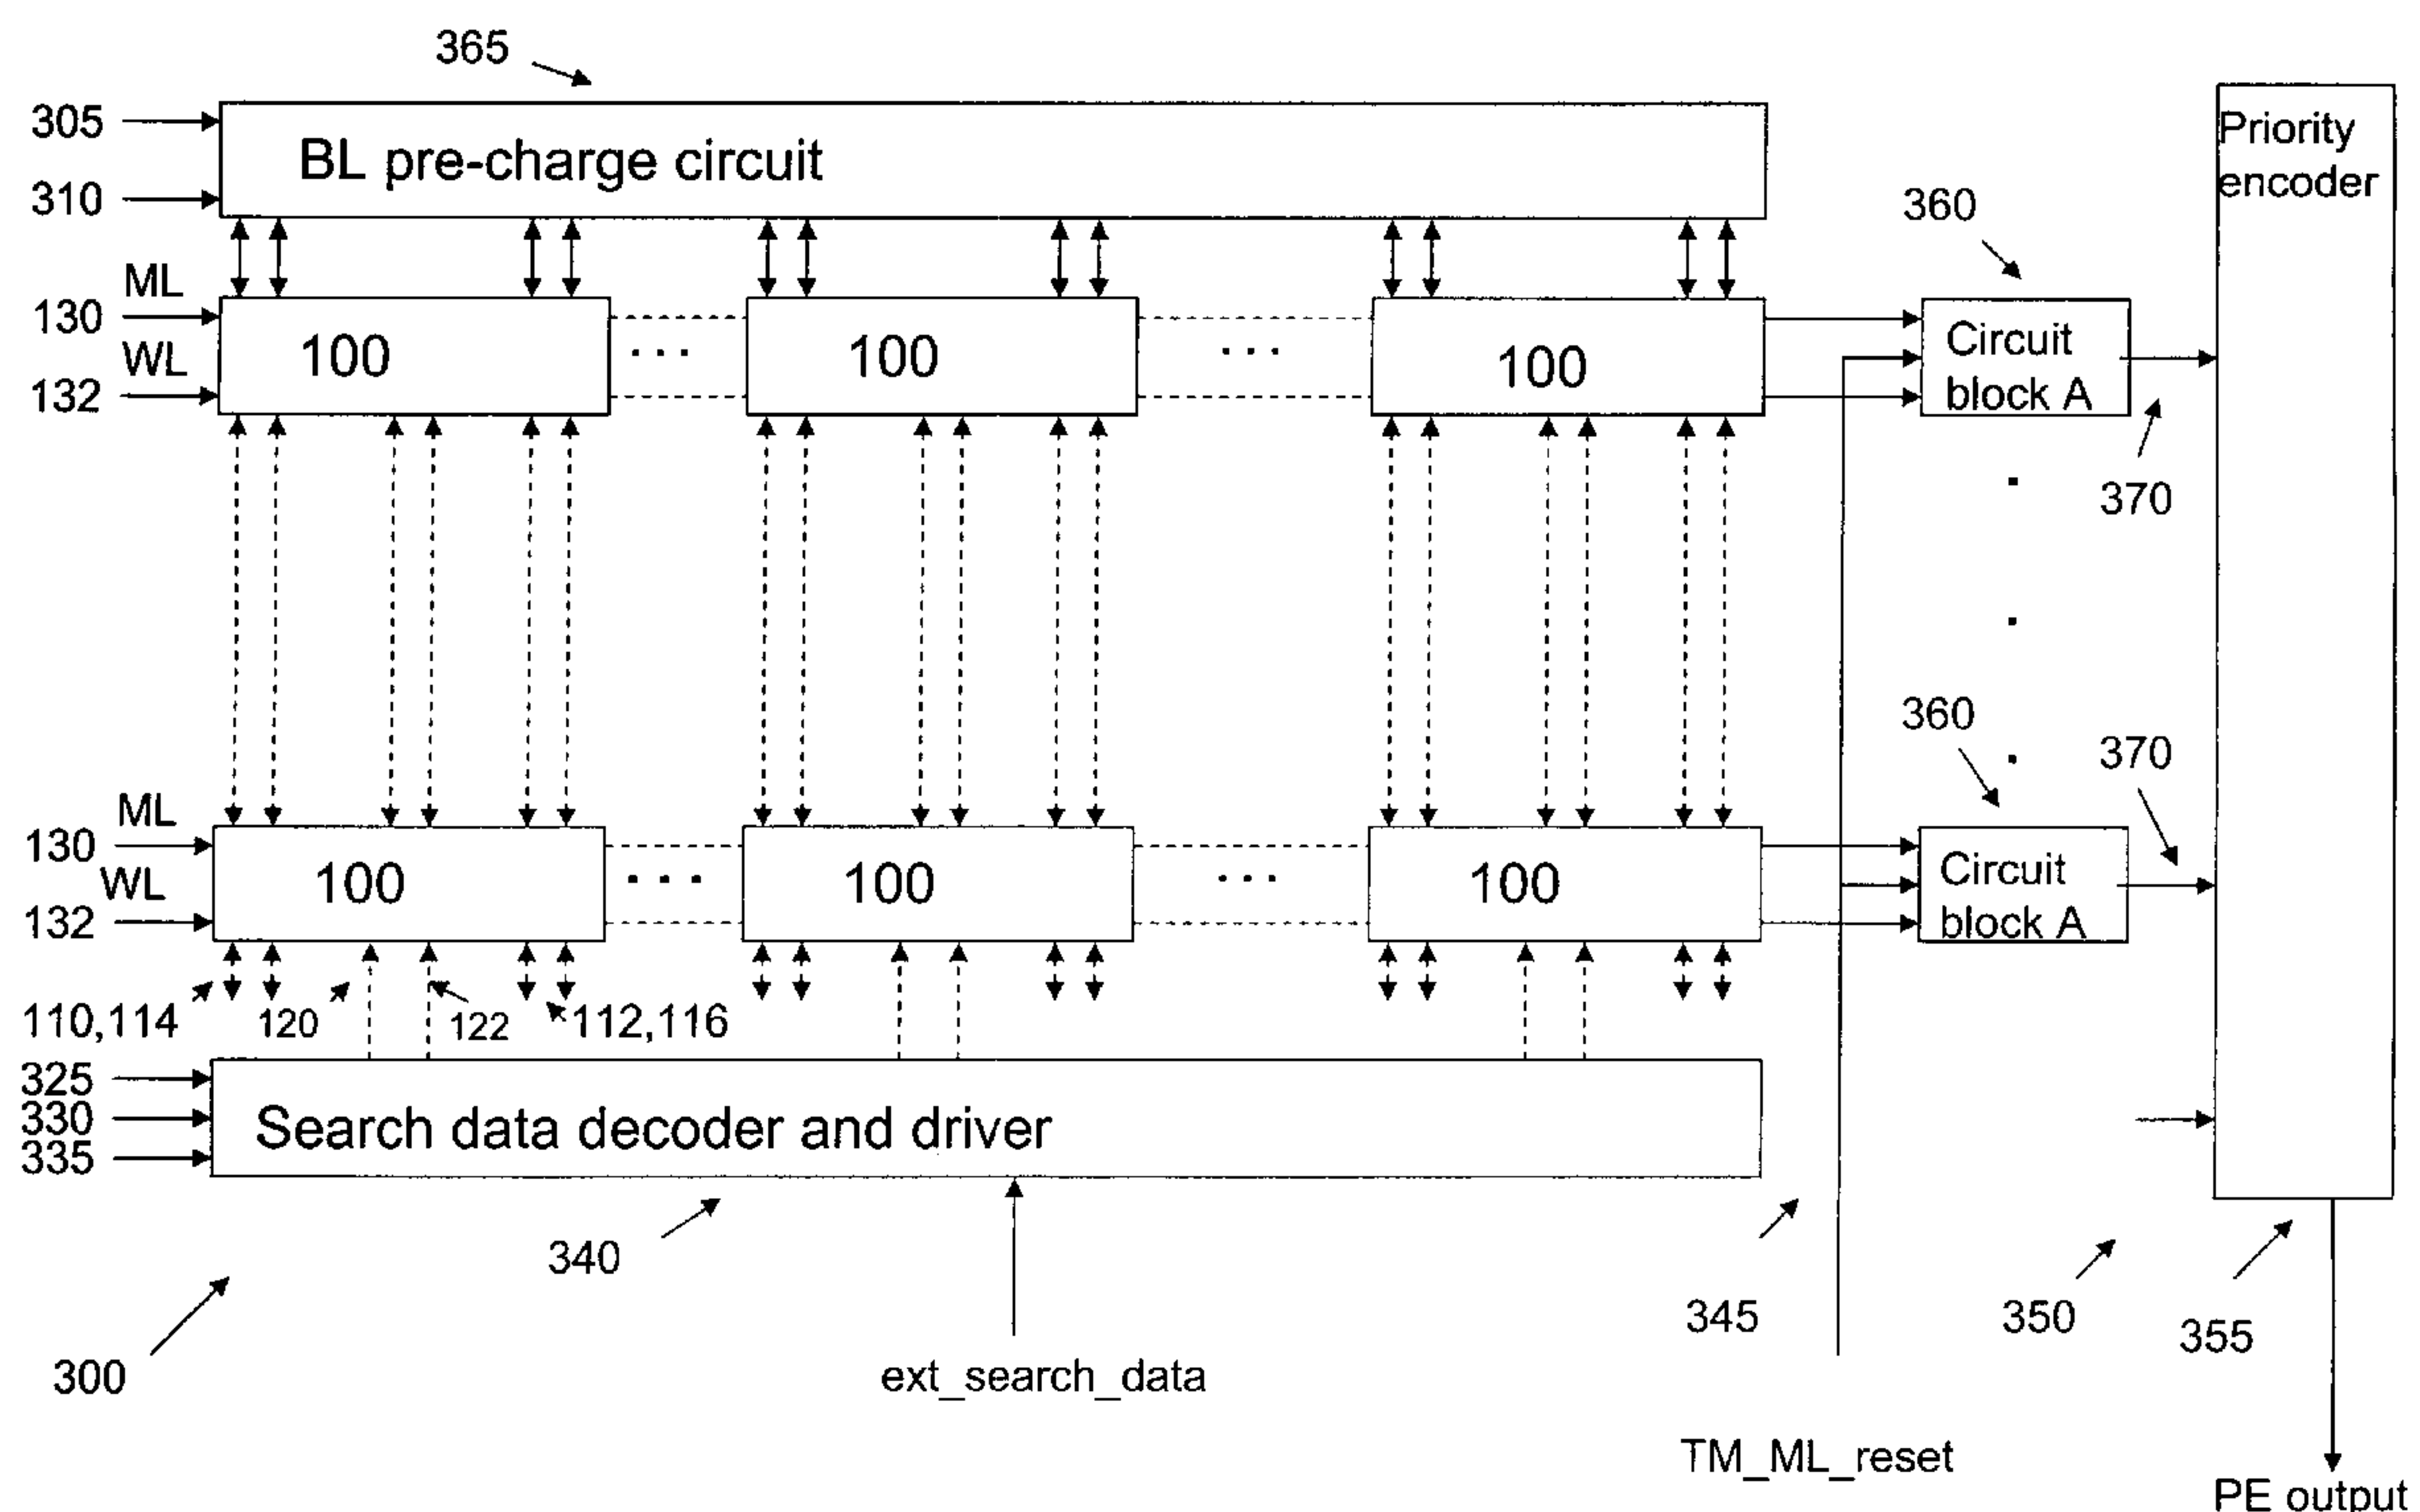 365
305
BL pre-charge circuit
310
Priority
encoder
360
ML
130
WL
132
100 ... 100 ... 100
Circuit
block A
370
360
370
ML
130
WL
132
100 ... 100 ... 100
Circuit
block A
110,114
120
122
112,116
325
330
335
Search data decoder and driver
340
345
350
355
300
ext_search_data
TM_ML_reset
PE output